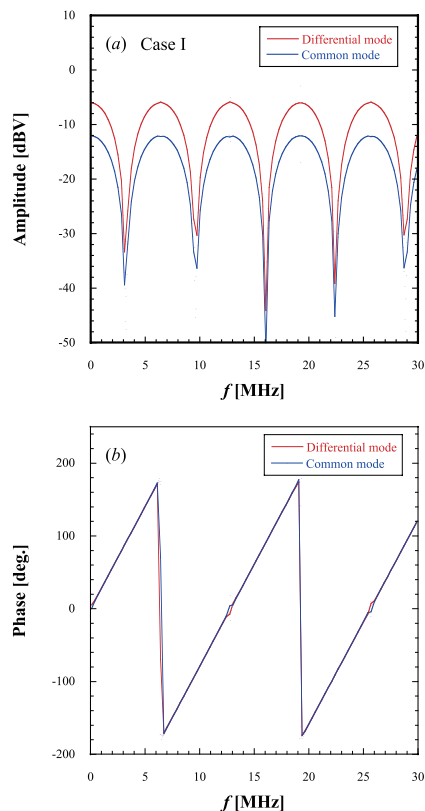 (a) Case I
Differential mode
Common mode
10
0
-10
-20
-30
-40
-50
Amplitude [dBV]
0 5 10 15 20 25 30
f [MHz]
(b)
Differential mode
Common mode
200
100
0
-100
-200
Phase [deg.]
0 5 10 15 20 25 30
f [MHz]